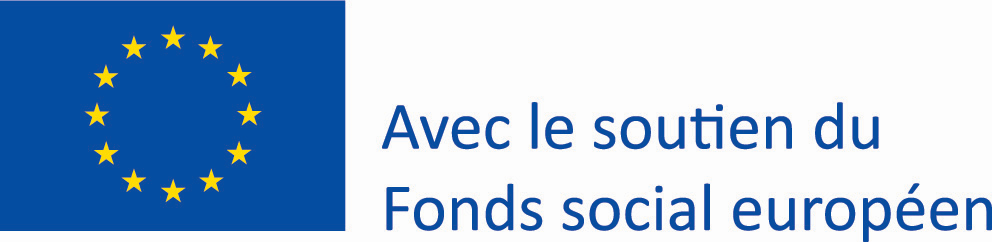 Avec le soutien du
Fonds social européen